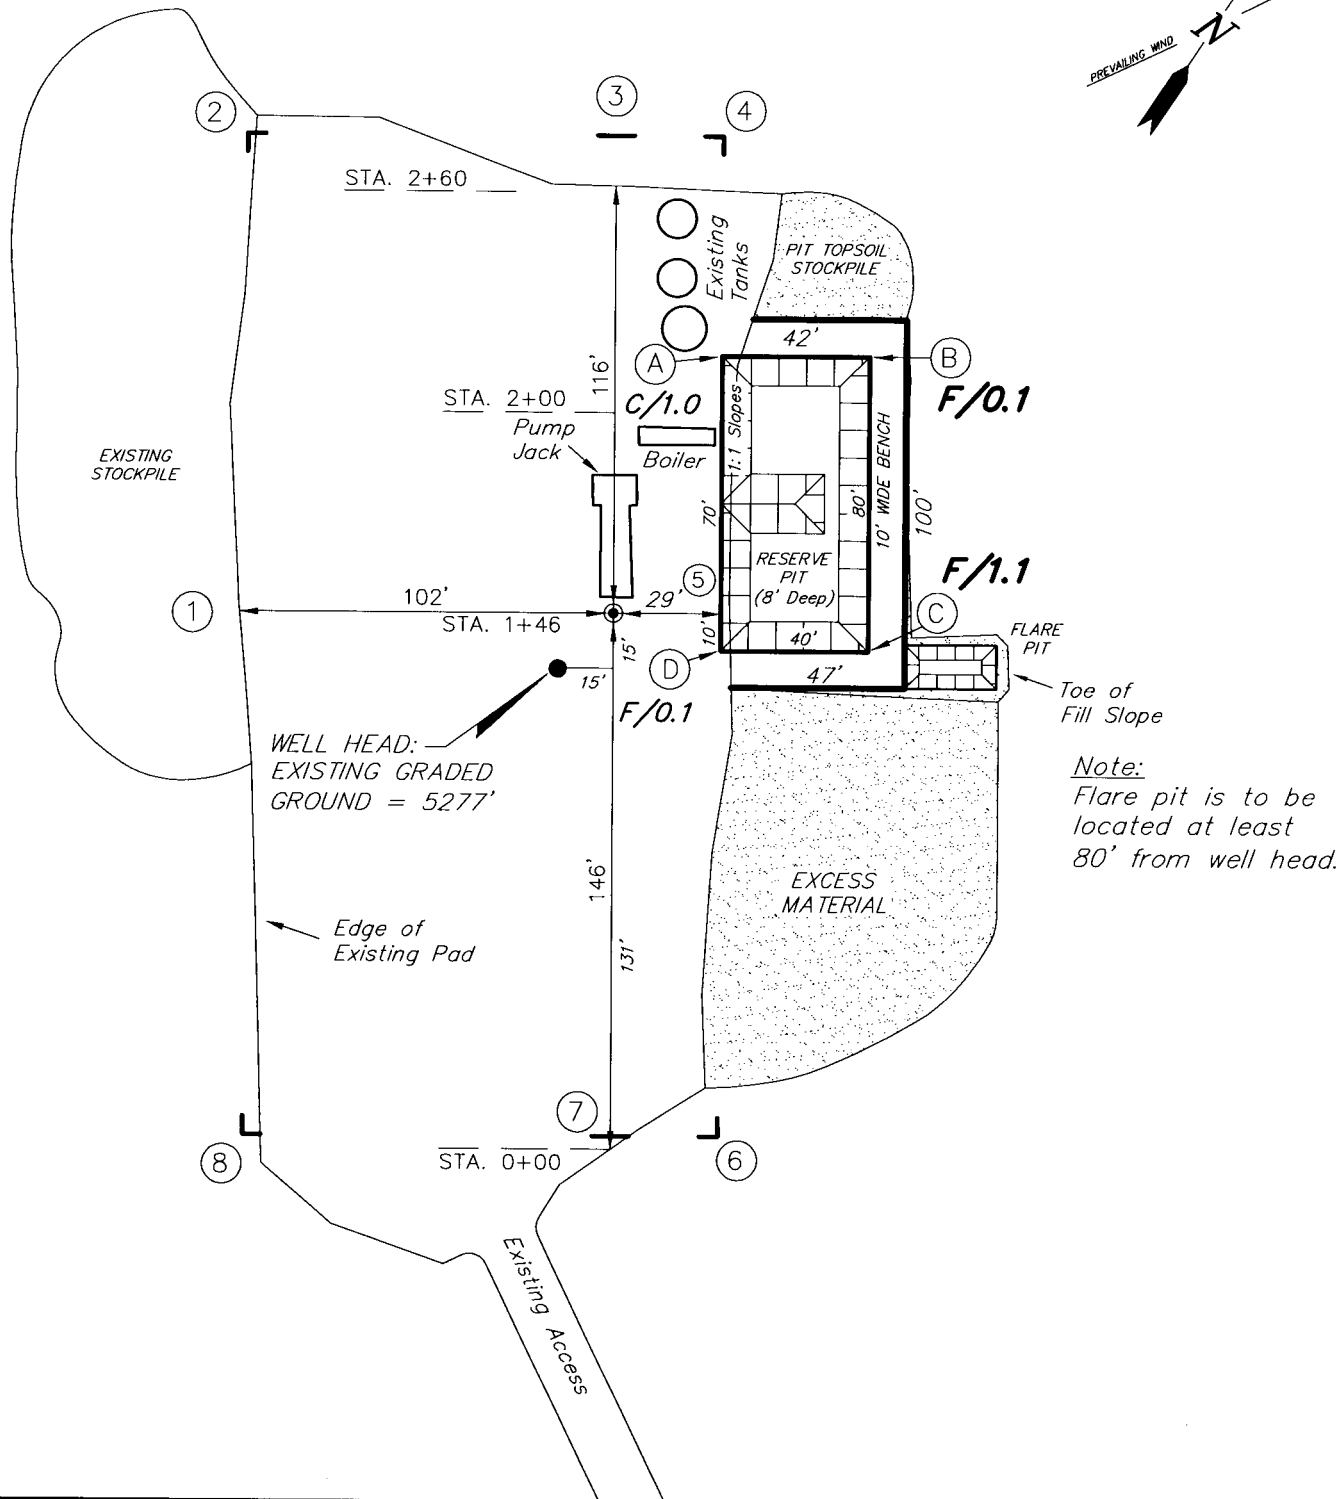 N
PREVAILING WIND
2
3
4
STA. 2+60
Existing
Tanks
PIT TOPSOIL
STOCKPILE
42'
A
B
116'
STA. 2+00
C/1.0
F/0.1
Pump
Jack
Boiler
1:1 Slopes
10' WIDE BENCH
EXISTING
STOCKPILE
70'
80'
100'
RESERVE
PIT
(8' Deep)
F/1.1
5
1
102'
29'
STA. 1+46
C
15'
10'
40'
FLARE
PIT
D
15'
47'
F/0.1
Toe of
Fill Slope
WELL HEAD:
EXISTING GRADED
GROUND = 5277'
Note:
Flare pit is to be
located at least
80' from well head.
146'
EXCESS
MATERIAL
Edge of
Existing Pad
131'
7
STA. 0+00
8
6
Existing Access